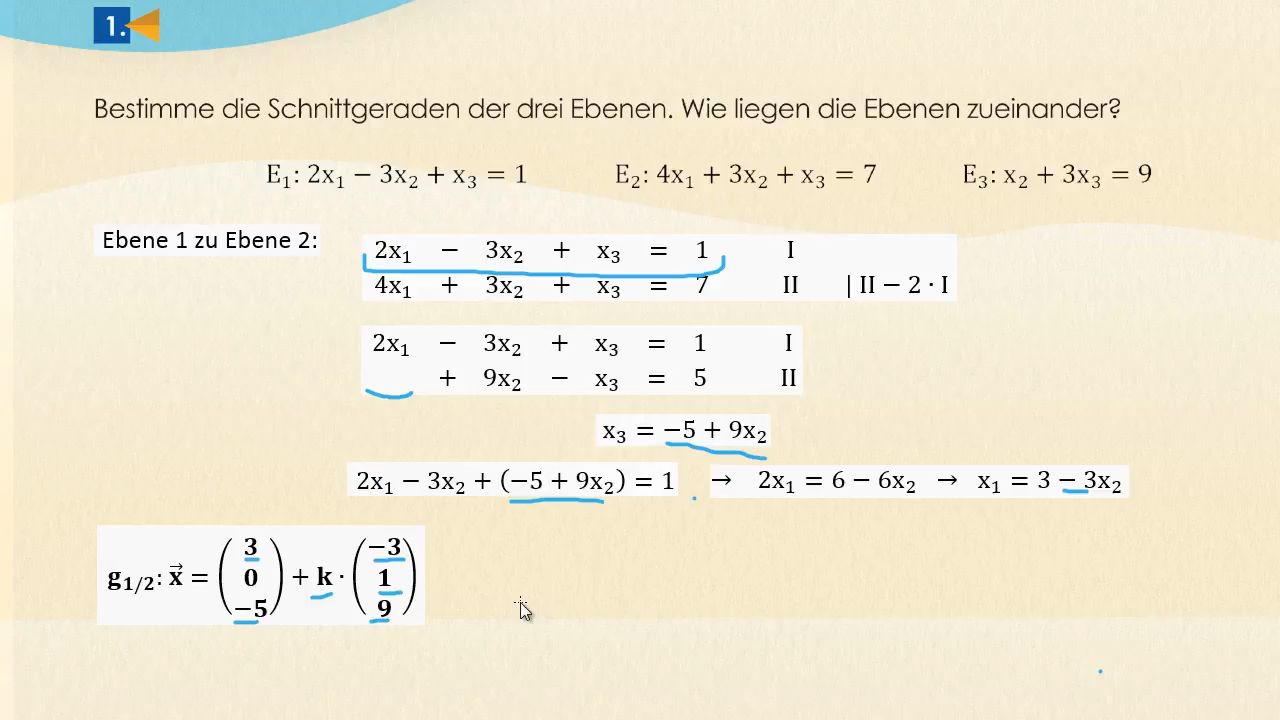 1.
Bestimme die Schnittgeraden der drei Ebenen. Wie liegen die Ebenen zueinander?
E₁: 2x₁ − 3x₂ + x₃ = 1 E₂: 4x₁ + 3x₂ + x₃ = 7 E₃: x₂ + 3x₃ = 9
Ebene 1 zu Ebene 2:
2x₁ − 3x₂ + x₃ = 1 I
4x₁ + 3x₂ + x₃ = 7 II | II − 2 · I
2x₁ − 3x₂ + x₃ = 1 I
+ 9x₂ − x₃ = 5 II
x₃ = −5 + 9x₂
2x₁ − 3x₂ + (−5 + 9x₂) = 1 → 2x₁ = 6 − 6x₂ → x₁ = 3 − 3x₂
g₁/₂: x⃗ = (3 0 −5) + k · (−3 1 9)